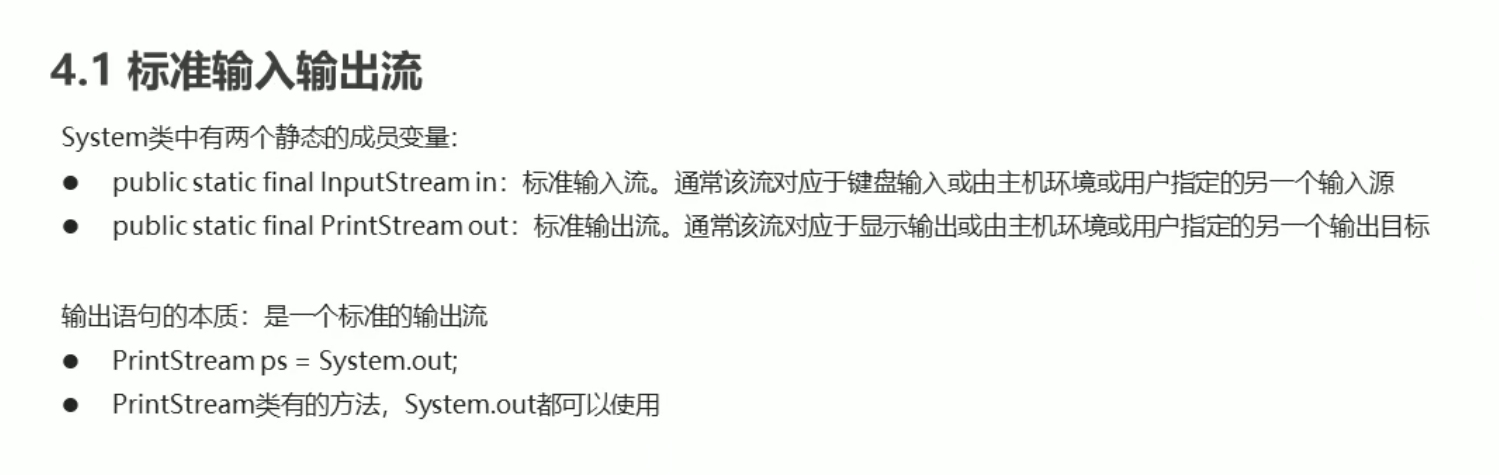 4.1 标准输入输出流
System类中有两个静态的成员变量：
● public static final InputStream in：标准输入流。通常该流对应于键盘输入或由主机环境或用户指定的另一个输入源
● public static final PrintStream out：标准输出流。通常该流对应于显示输出或由主机环境或用户指定的另一个输出目标
输出语句的本质：是一个标准的输出流
● PrintStream ps = System.out;
● PrintStream类有的方法，System.out都可以使用